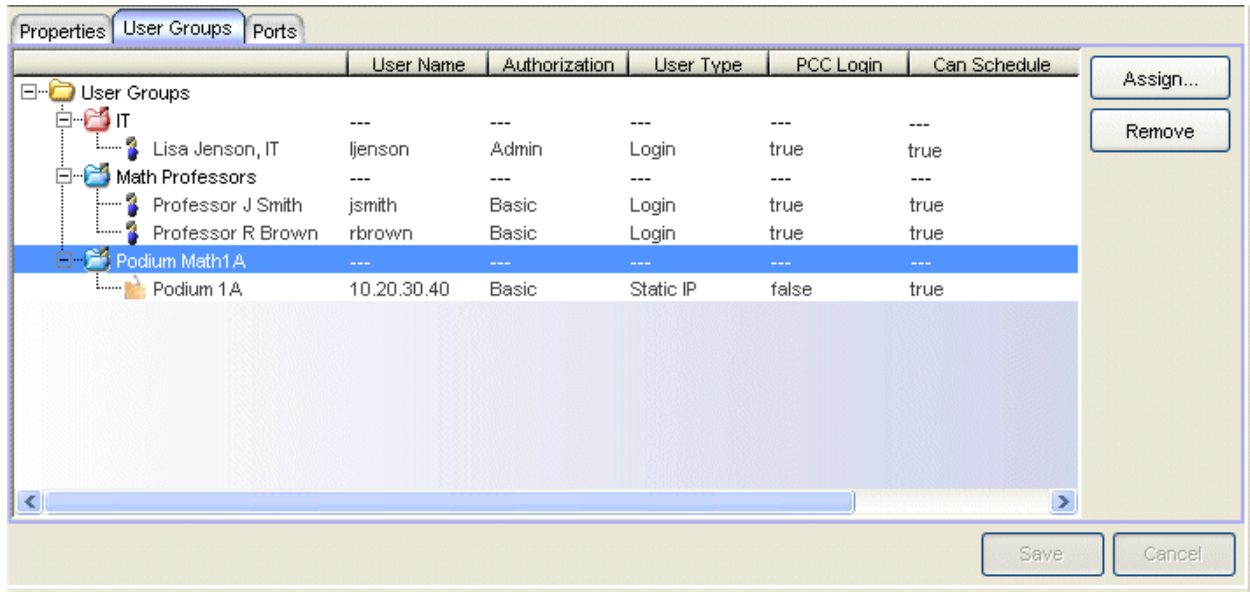 Properties User Groups Ports
User Name Authorization User Type PCC Login Can Schedule
User Groups
IT --- --- --- --- ---
Lisa Jenson, IT ljenson Admin Login true true
Math Professors --- --- --- --- ---
Professor J Smith jsmith Basic Login true true
Professor R Brown rbrown Basic Login true true
Podium Math1A --- --- --- --- ---
Podium 1A 10.20.30.40 Basic Static IP false true
Assign...
Remove
Save Cancel